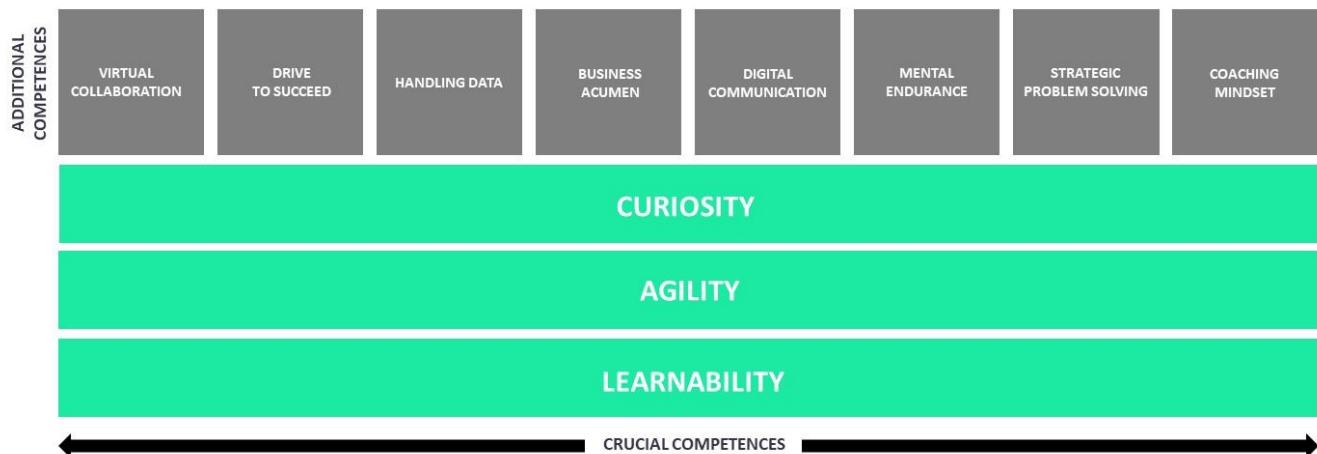 ADDITIONAL
COMPETENCES
VIRTUAL
COLLABORATION
DRIVE
TO SUCCEED
HANDLING DATA
BUSINESS
ACUMEN
DIGITAL
COMMUNICATION
MENTAL
ENDURANCE
STRATEGIC
PROBLEM SOLVING
COACHING
MINDSET
CURIOSITY
AGILITY
LEARNABILITY
CRUCIAL COMPETENCES